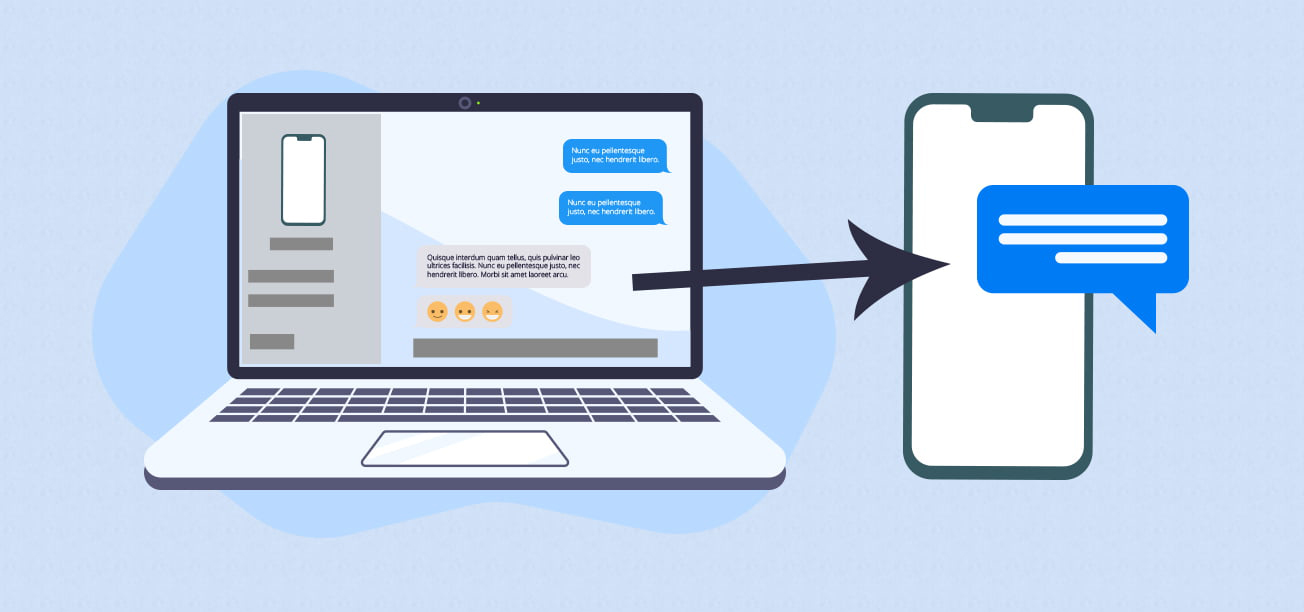 Nunc eu pellentesque
justo, nec hendrerit libero.
Nunc eu pellentesque
justo, nec hendrerit libero.
Quisque interdum quam tellus, quis pulvinar leo
ultrices facilisis. Nunc eu pellentesque justo, nec
hendrerit libero. Morbi sit amet laoreet arcu.